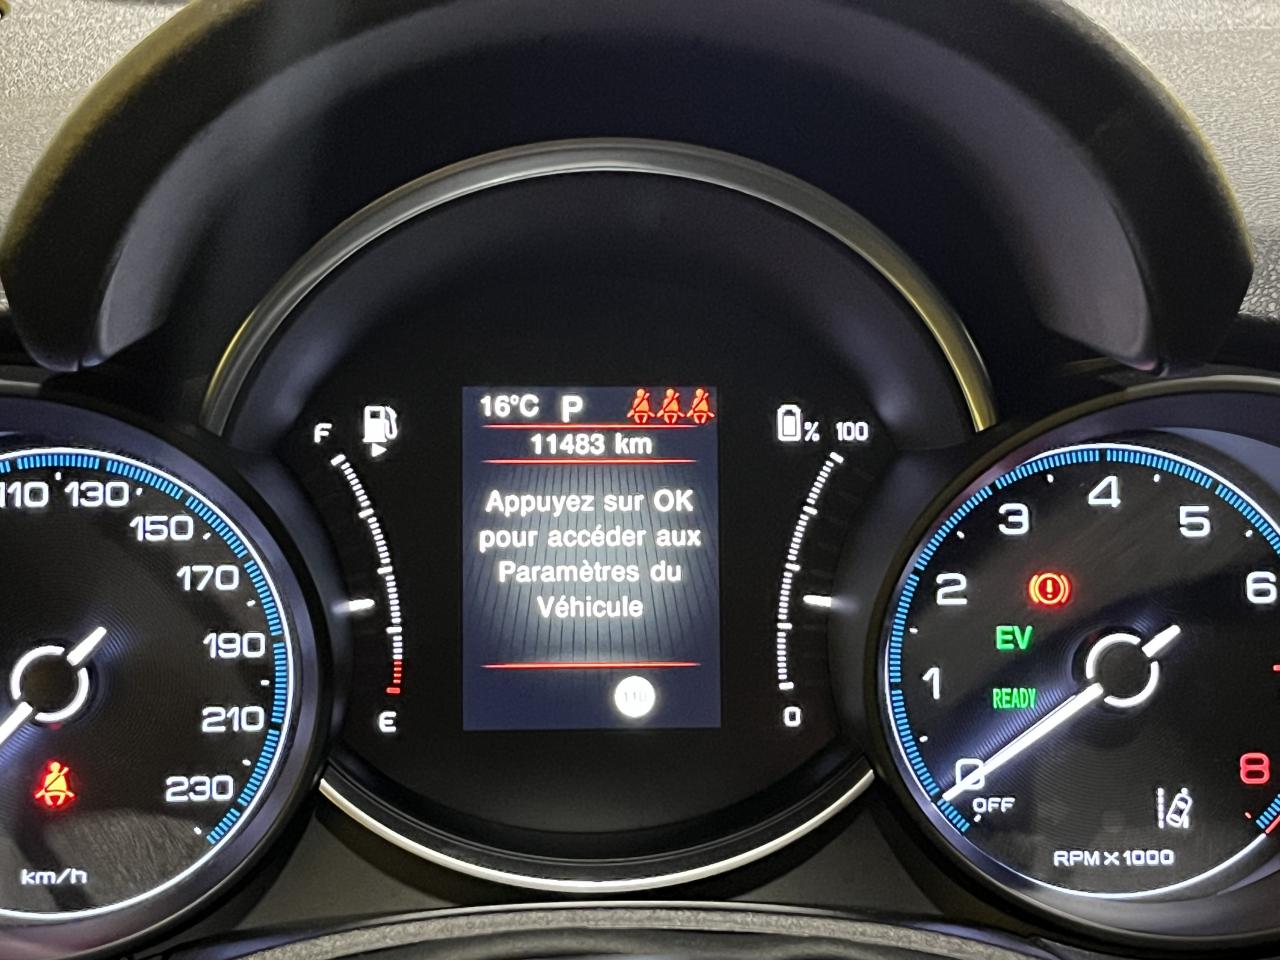 16°C P
11483 km
Appuyez sur OK
pour accéder aux
Paramètres du
Véhicule
110
F
E
% 100
0
110 130
150
170
190
210
230
km/h
0
1
2
3
4
5
6
8
EV
READY
OFF
RPM X 1000